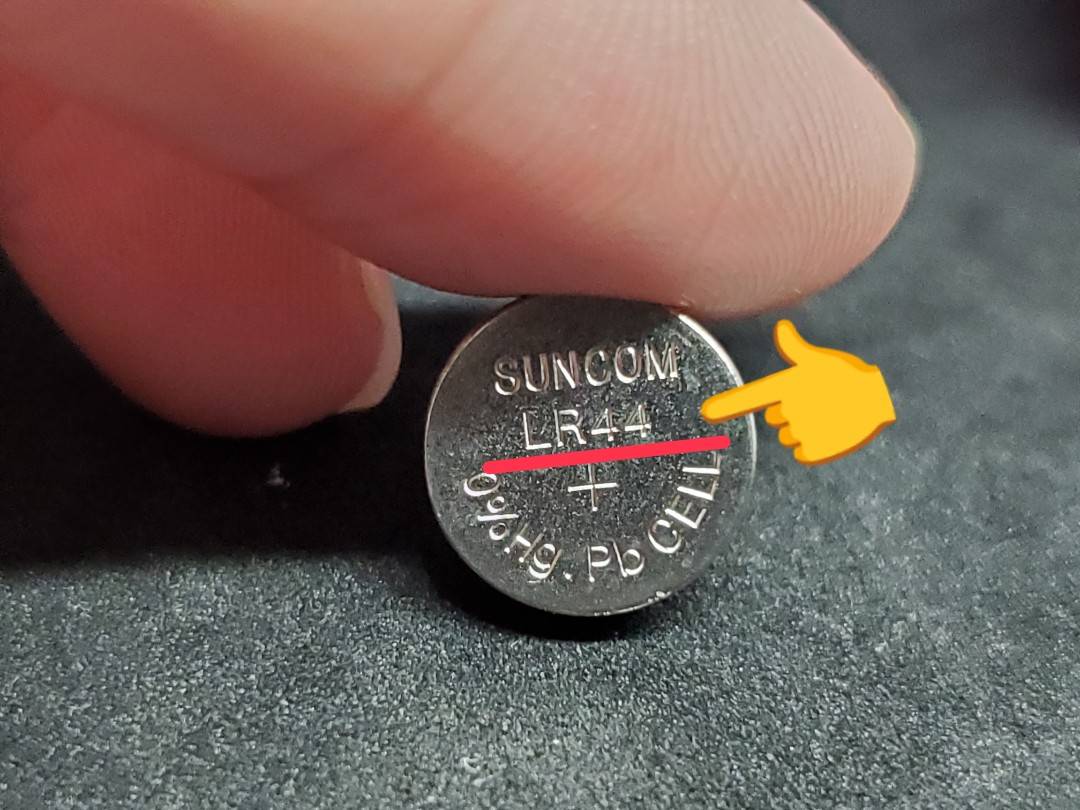 SUNCOM
LR44
+
0%Hg. Pb CELL